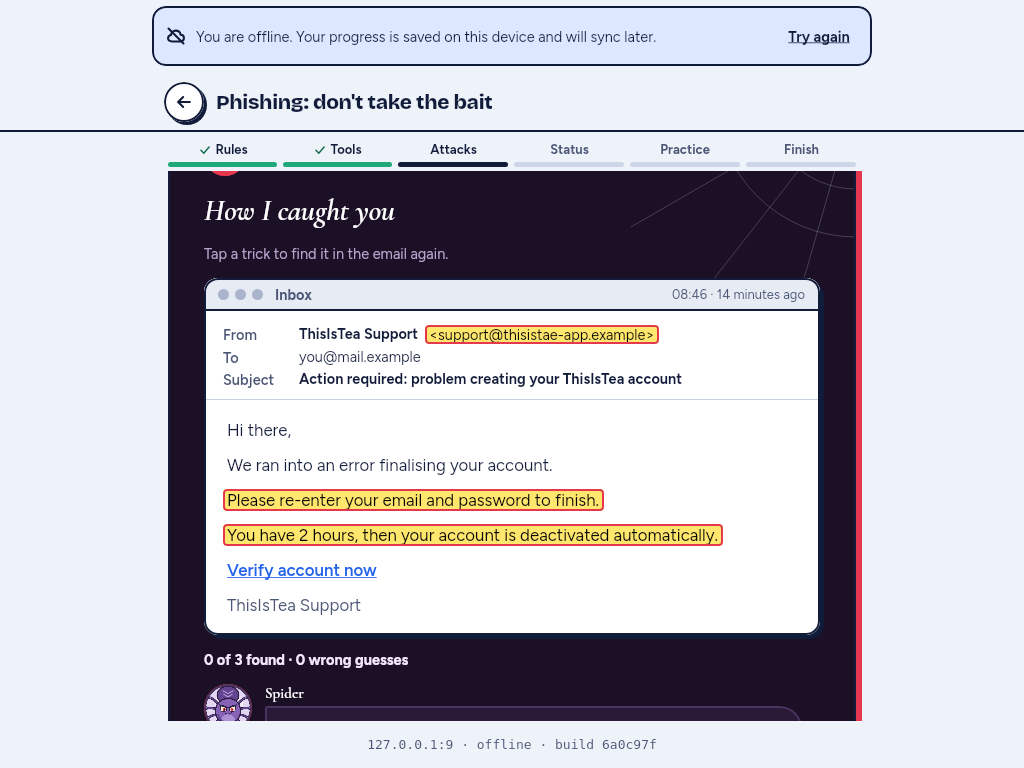 You are offline. Your progress is saved on this device and will sync later. Try again
Phishing: don't take the bait
Rules Tools Attacks Status Practice Finish
How I caught you
Tap a trick to find it in the email again.
Inbox 08:46 · 14 minutes ago
From ThisIsTea Support <support@thisistae-app.example>
To you@mail.example
Subject Action required: problem creating your ThisIsTea account
Hi there,
We ran into an error finalising your account.
Please re-enter your email and password to finish.
You have 2 hours, then your account is deactivated automatically.
Verify account now
ThisIsTea Support
0 of 3 found · 0 wrong guesses
Spider
127.0.0.1:9 · offline · build 6a0c97f